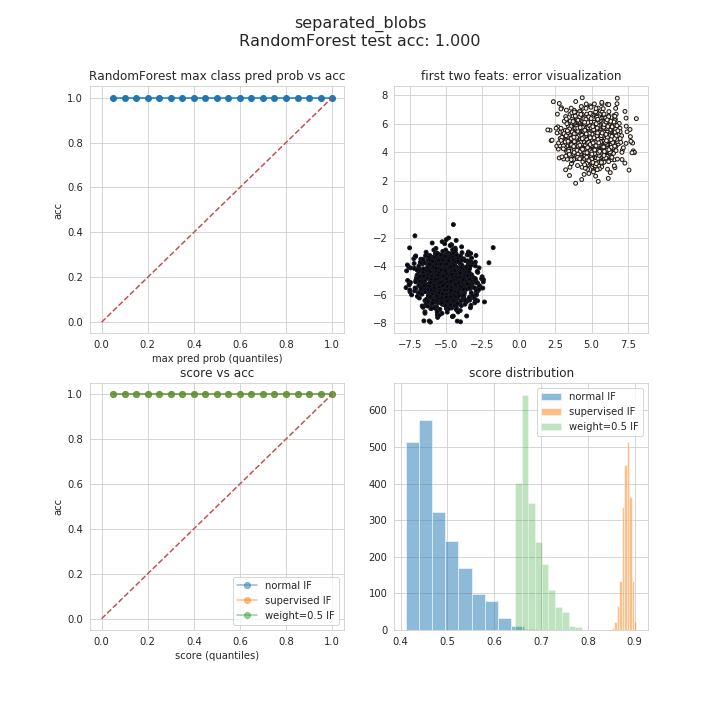 separated_blobs
RandomForest test acc: 1.000
RandomForest max class pred prob vs acc
1.0
0.8
0.6
0.4
0.2
0.0
acc
0.0 0.2 0.4 0.6 0.8 1.0
max pred prob (quantiles)
first two feats: error visualization
8
6
4
2
0
−2
−4
−6
−8
−7.5 −5.0 −2.5 0.0 2.5 5.0 7.5
score vs acc
1.0
0.8
0.6
0.4
0.2
0.0
acc
normal IF
supervised IF
weight=0.5 IF
0.0 0.2 0.4 0.6 0.8 1.0
score (quantiles)
score distribution
normal IF
supervised IF
weight=0.5 IF
600
500
400
300
200
100
0
0.4 0.5 0.6 0.7 0.8 0.9